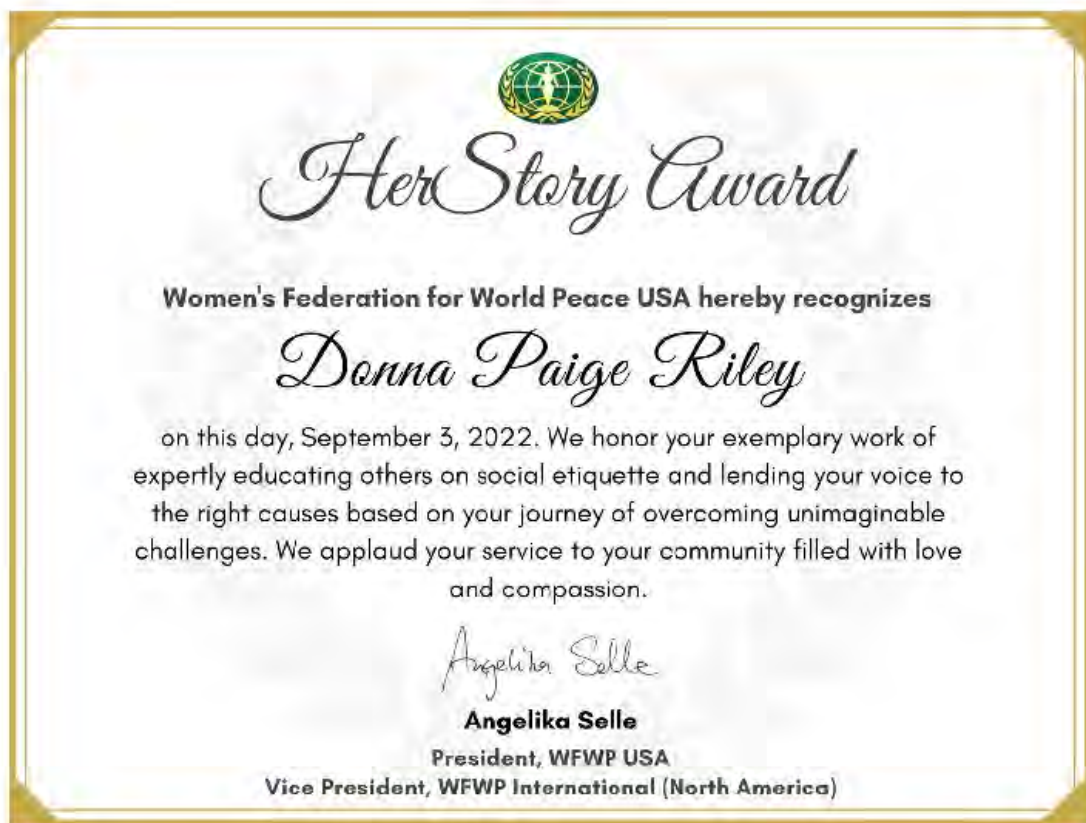 HerStory Award
Women's Federation for World Peace USA hereby recognizes
Donna Paige Riley
on this day, September 3, 2022. We honor your exemplary work of
expertly educating others on social etiquette and lending your voice to
the right causes based on your journey of overcoming unimaginable
challenges. We applaud your service to your community filled with love
and compassion.
Angelika Selle
Angelika Selle
President, WFWP USA
Vice President, WFWP International (North America)